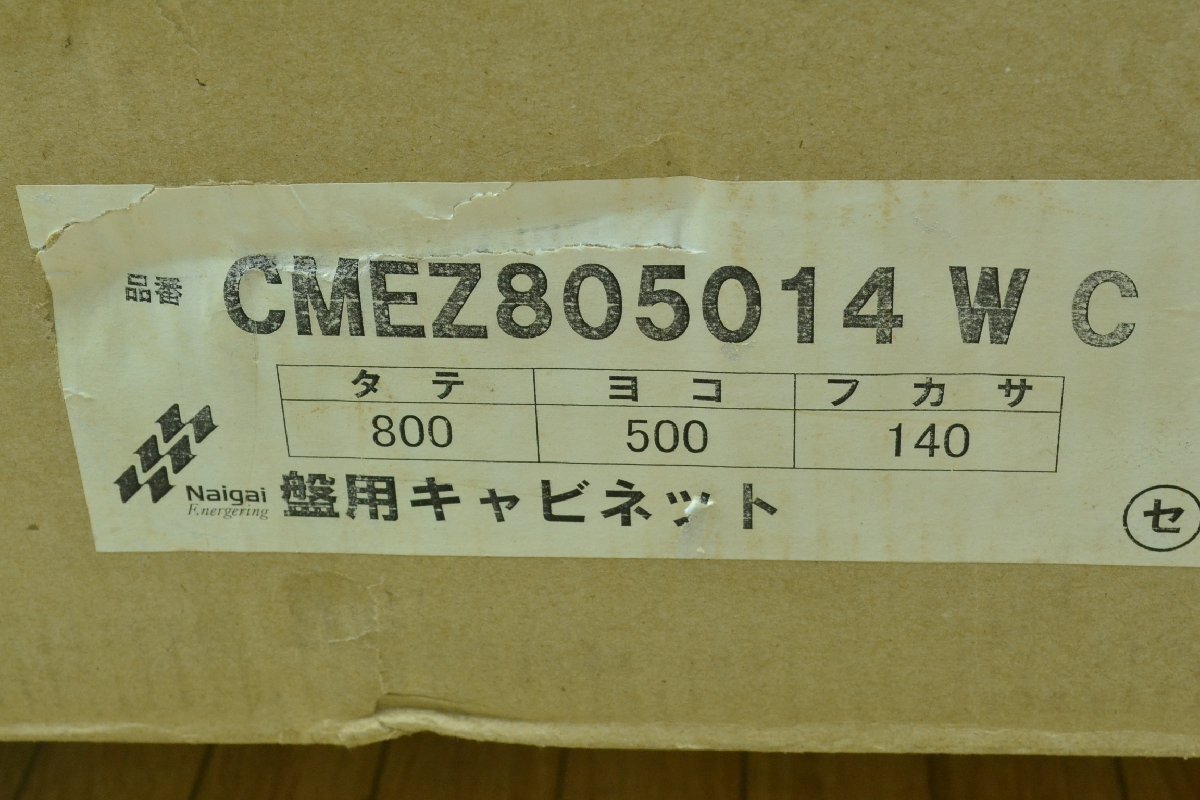 品番 CMEZ805014 W C
タテ ヨコ フカサ
800 500 140
Naigai
Energering
盤用キャビネット
セ